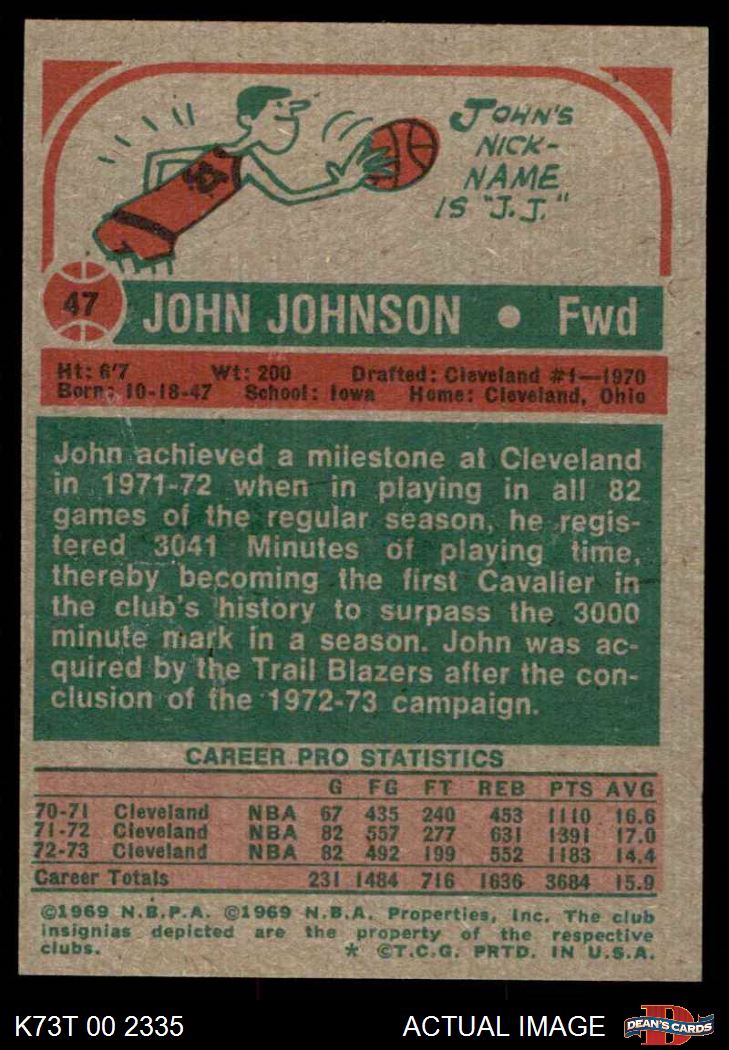 JOHN'S
NICK-
NAME
IS "J.J."
47
JOHN JOHNSON • Fwd
Ht: 6'7 Wt: 200 Drafted: Cleveland #1—1970
Born: 10-18-47 School: Iowa Home: Cleveland, Ohio
John achieved a milestone at Cleveland
in 1971-72 when in playing in all 82
games of the regular season, he regis-
tered 3041 Minutes of playing time,
thereby becoming the first Cavalier in
the club's history to surpass the 3000
minute mark in a season. John was ac-
quired by the Trail Blazers after the con-
clusion of the 1972-73 campaign.
CAREER PRO STATISTICS
G FG FT REB PTS AVG
70-71 Cleveland NBA 67 435 240 453 1110 16.6
71-72 Cleveland NBA 82 557 277 631 1391 17.0
72-73 Cleveland NBA 82 492 199 552 1183 14.4
Career Totals 231 1484 716 1636 3684 15.9
©1969 N.B.P.A. ©1969 N.B.A. Properties, Inc. The club
insignias depicted are the property of the respective
clubs. * ©T.C.G. PRTD. IN U.S.A.
K73T 00 2335 ACTUAL IMAGE
D
DEAN'S CARDS